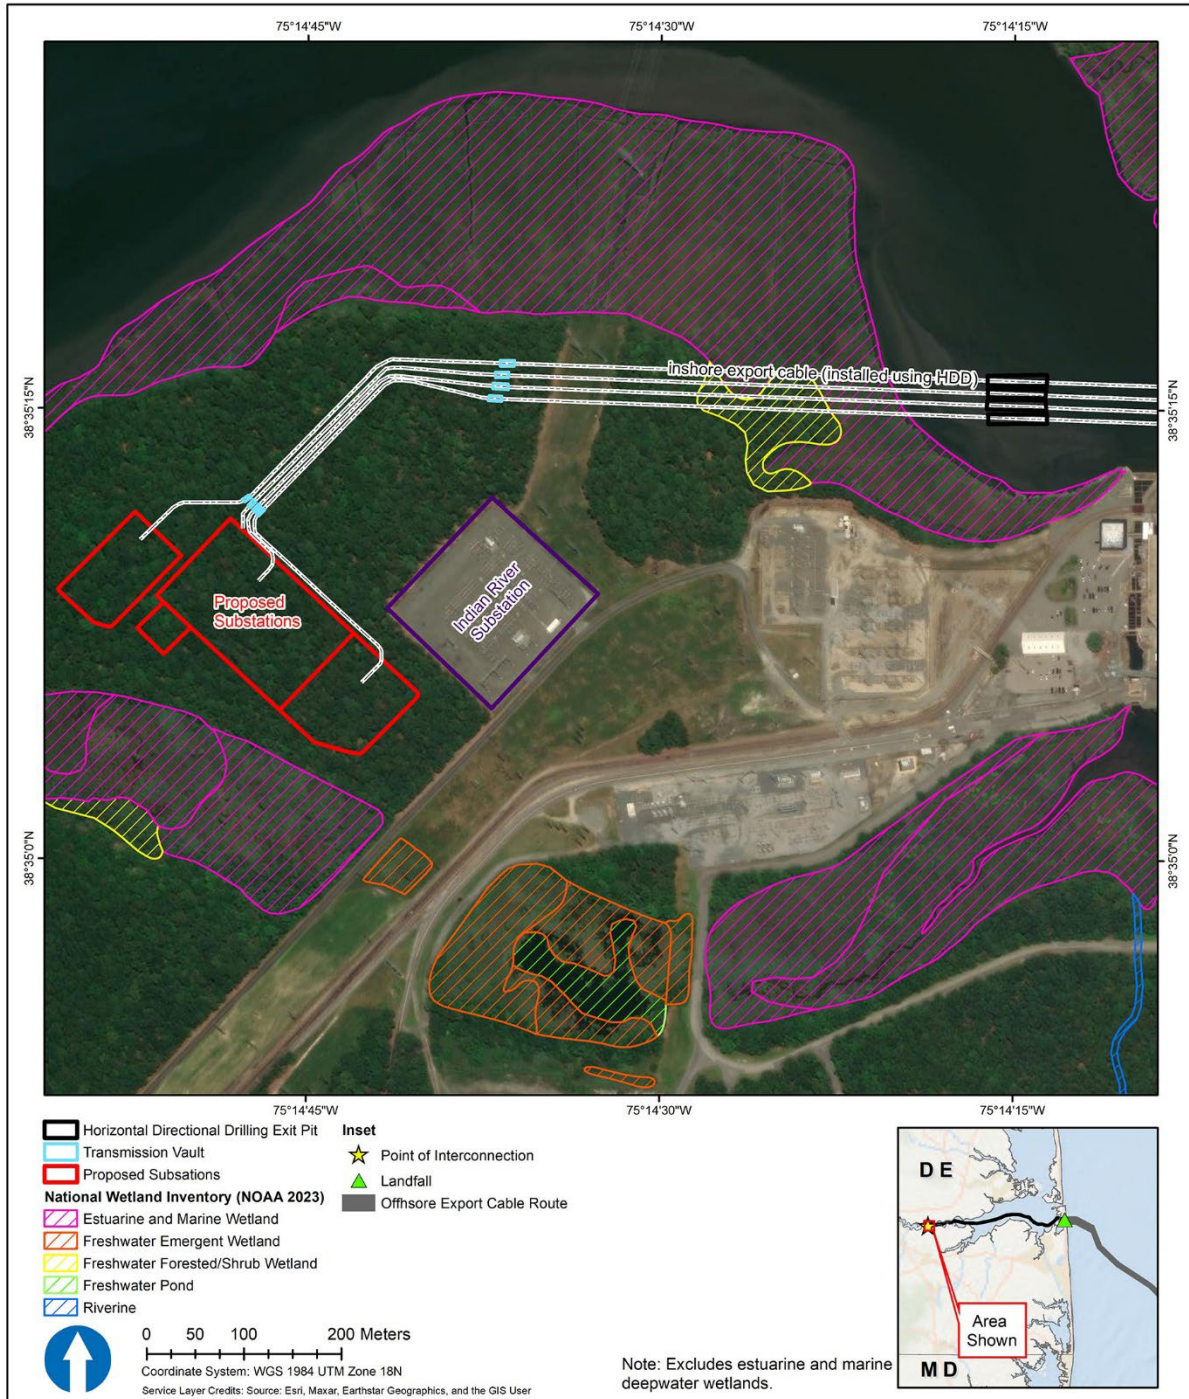 75°14'45"W
75°14'30"W
75°14'15"W
38°35'15"N
38°35'15"N
inshore export cable (installed using HDD)
Indian River
Substation
Proposed
Substations
38°35'0"N
38°35'0"N
75°14'45"W
75°14'30"W
75°14'15"W
Horizontal Directional Drilling Exit Pit
Transmission Vault
Proposed Subsations
National Wetland Inventory (NOAA 2023)
Estuarine and Marine Wetland
Freshwater Emergent Wetland
Freshwater Forested/Shrub Wetland
Freshwater Pond
Riverine
Inset
Point of Interconnection
Landfall
Offhsore Export Cable Route
0 50 100 200 Meters
Coordinate System: WGS 1984 UTM Zone 18N
Service Layer Credits: Source: Esri, Maxar, Earthstar Geographics, and the GIS User
Note: Excludes estuarine and marine
deepwater wetlands.
D E
Area
Shown
M D